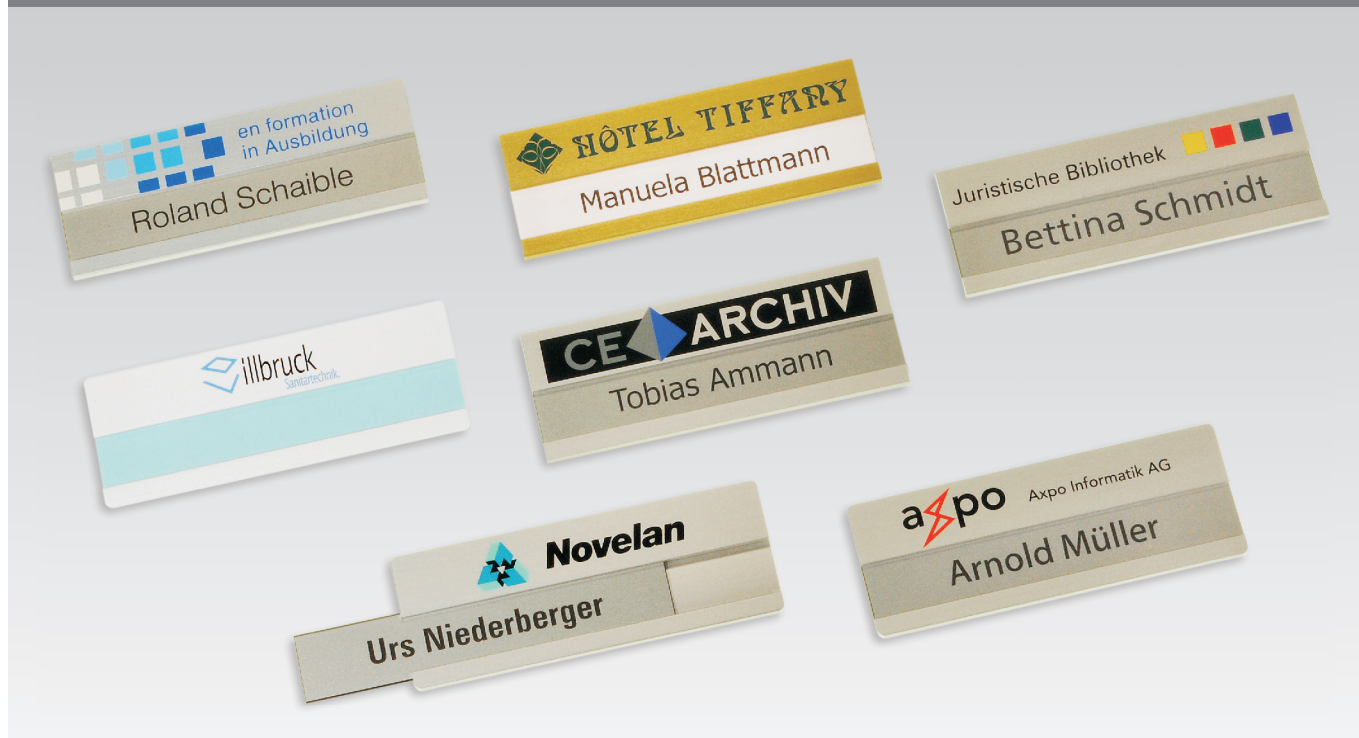 en formation
in Ausbildung
Roland Schaible
HÔTEL TIFFANY
Manuela Blattmann
Juristische Bibliothek
Bettina Schmidt
illbruck
Sanitärtechnik.
CE ARCHIV
Tobias Ammann
Novelan
Urs Niederberger
axpo Axpo Informatik AG
Arnold Müller